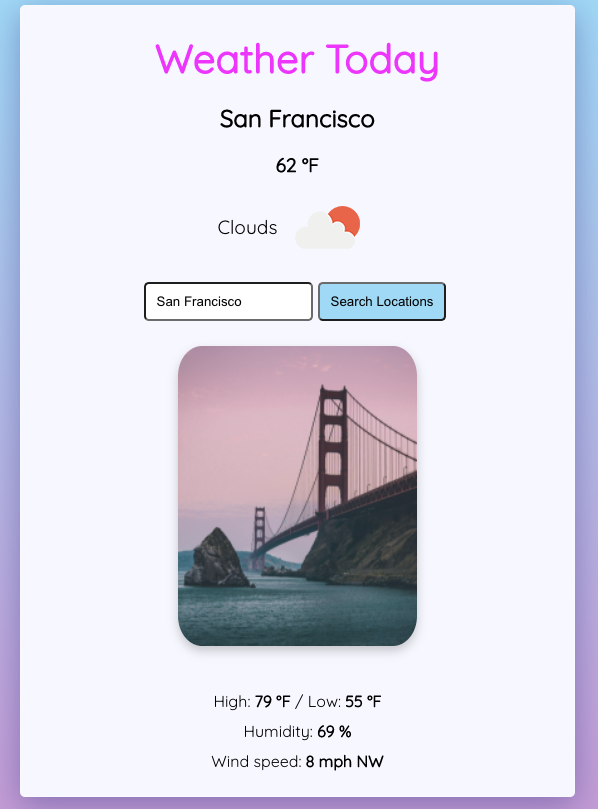 Weather Today
San Francisco
62 °F
Clouds
San Francisco
Search Locations
High: 79 °F / Low: 55 °F
Humidity: 69 %
Wind speed: 8 mph NW